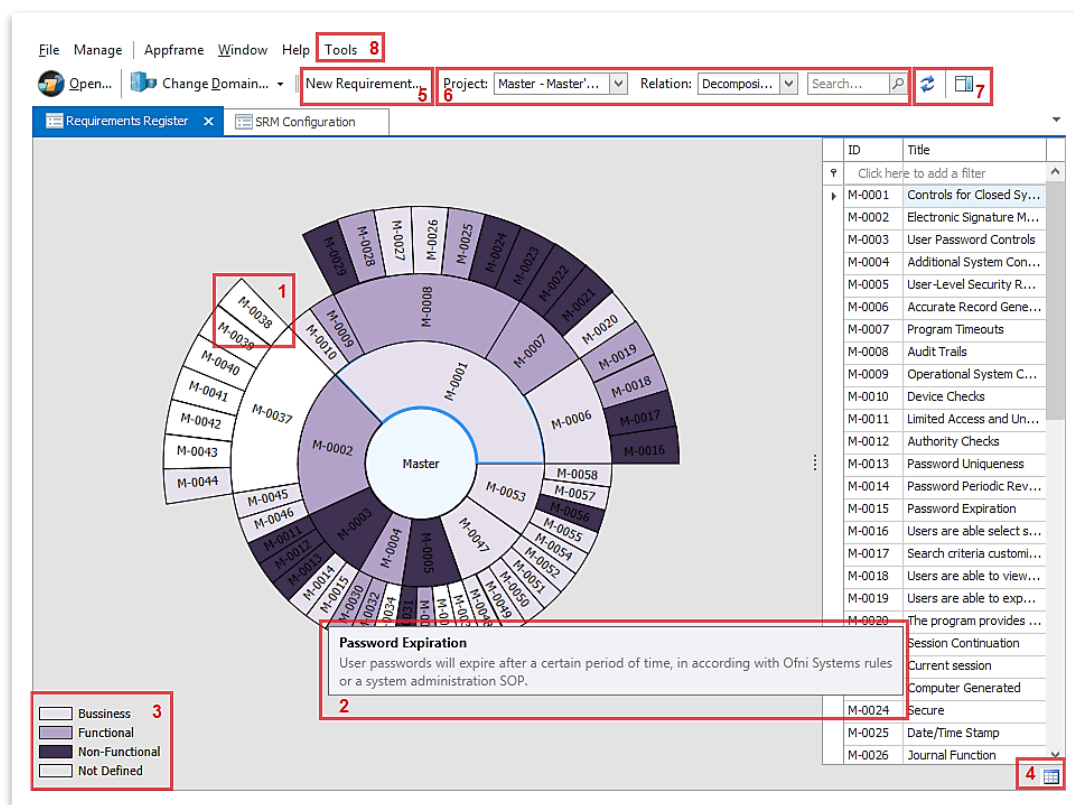 File Manage Appframe Window Help Tools 8
Open... Change Domain... New Requirement... 5 6 Project: Master - Master'... Relation: Decomposi... Search... 7
Requirements Register X SRM Configuration
ID Title
Click here to add a filter
M-0001 Controls for Closed Sy...
M-0002 Electronic Signature M...
M-0003 User Password Controls
M-0004 Additional System Con...
M-0005 User-Level Security R...
M-0006 Accurate Record Gene...
M-0007 Program Timeouts
M-0008 Audit Trails
M-0009 Operational System C...
M-0010 Device Checks
M-0011 Limited Access and Un...
M-0012 Authority Checks
M-0013 Password Uniqueness
M-0014 Password Periodic Rev...
M-0015 Password Expiration
M-0016 Users are able select s...
M-0017 Search criteria customi...
M-0018 Users are able to view...
M-0019 Users are able to exp...
M-0020 The program provides ...
Session Continuation
Current session
Computer Generated
M-0024 Secure
M-0025 Date/Time Stamp
M-0026 Journal Function
4
Master
M-0001
M-0002
M-0003
M-0004
M-0005
M-0047
M-0053
M-0006
M-0007
M-0008
M-0009
M-0010
M-0037
M-0045
M-0046
M-0011
M-0012
M-0013
M-0014
M-0015
M-0030
M-0032
M-0034
M-0049
M-0050
M-0051
M-0052
M-0054
M-0055
M-0056
M-0057
M-0058
M-0016
M-0017
M-0018
M-0019
M-0020
M-0021
M-0022
M-0023
M-0024
M-0025
M-0026
M-0027
M-0028
M-0029
1
M-0038
M-0039
M-0040
M-0041
M-0042
M-0043
M-0044
Password Expiration
User passwords will expire after a certain period of time, in according with Ofni Systems rules
or a system administration SOP.
2
Bussiness 3
Functional
Non-Functional
Not Defined